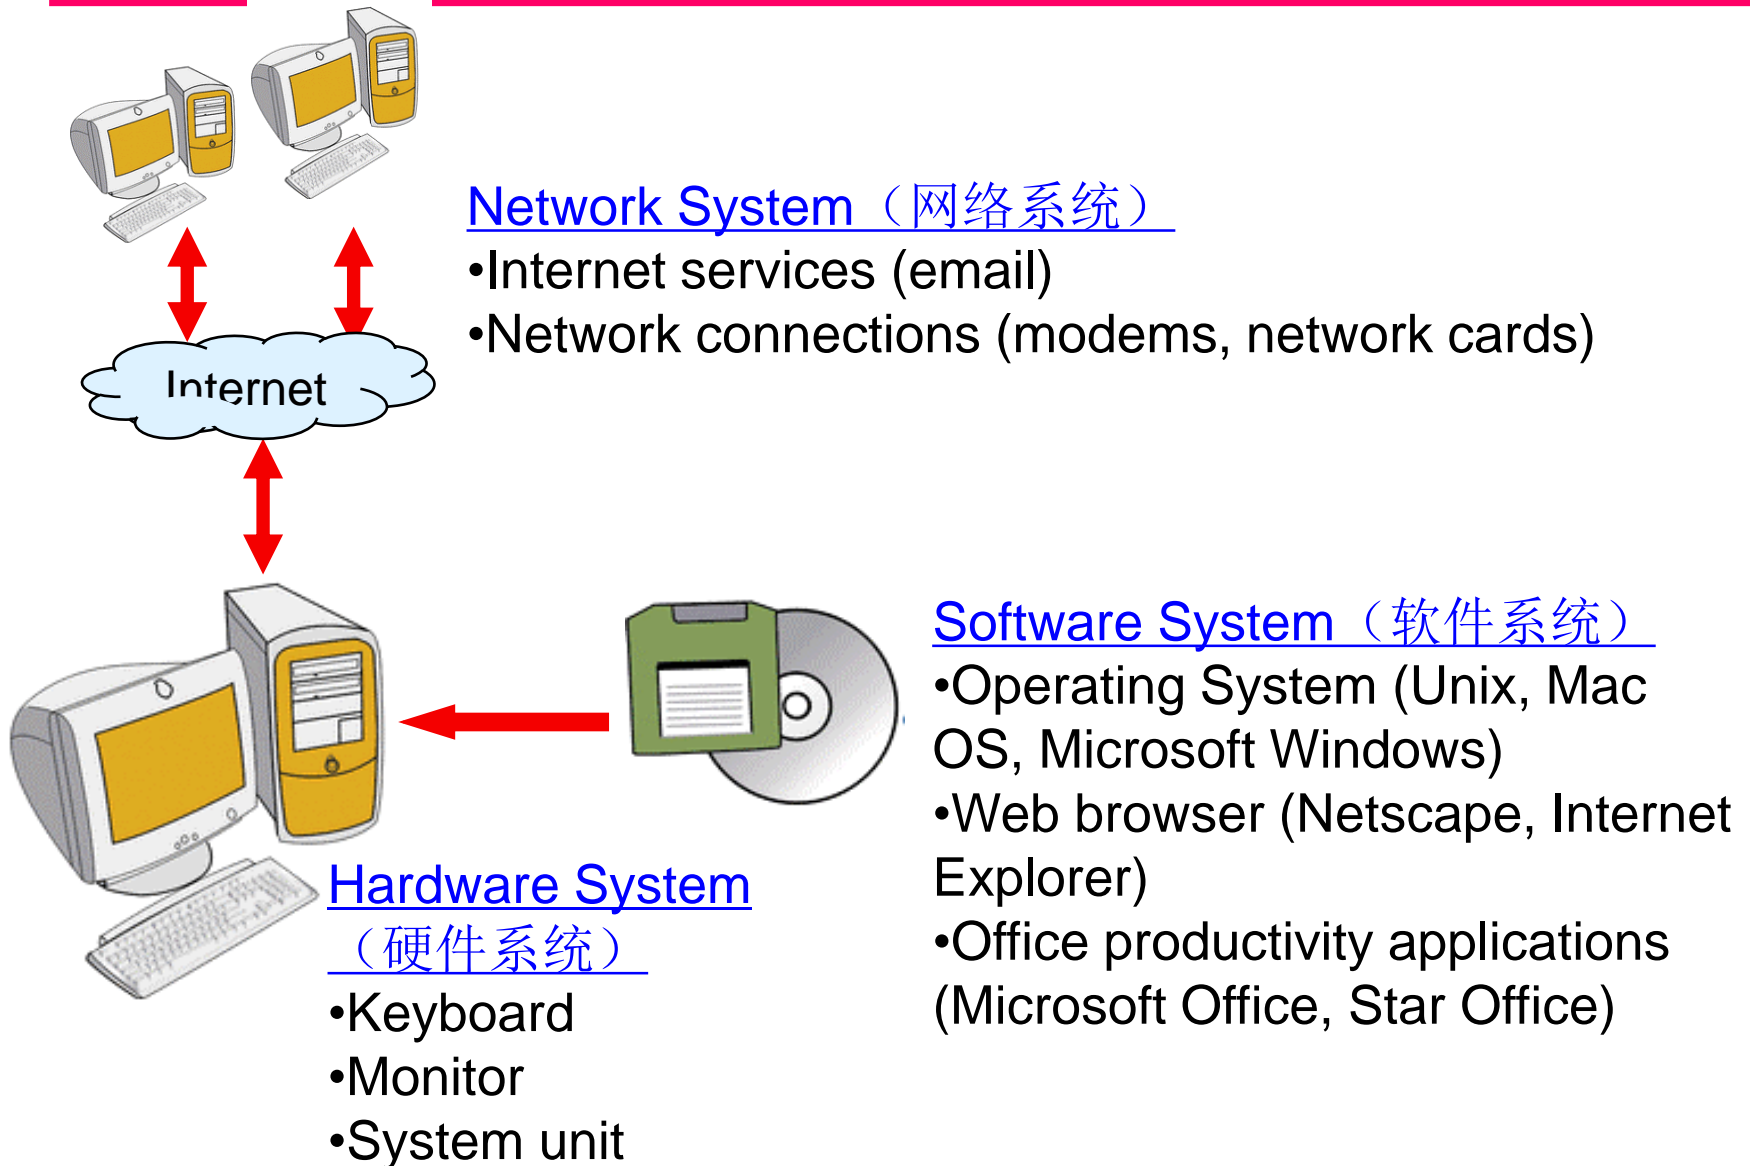 Network System（网络系统）
•Internet services (email)
•Network connections (modems, network cards)
Internet
Software System（软件系统）
•Operating System (Unix, Mac
OS, Microsoft Windows)
•Web browser (Netscape, Internet
Explorer)
•Office productivity applications
(Microsoft Office, Star Office)
Hardware System
（硬件系统）
•Keyboard
•Monitor
•System unit